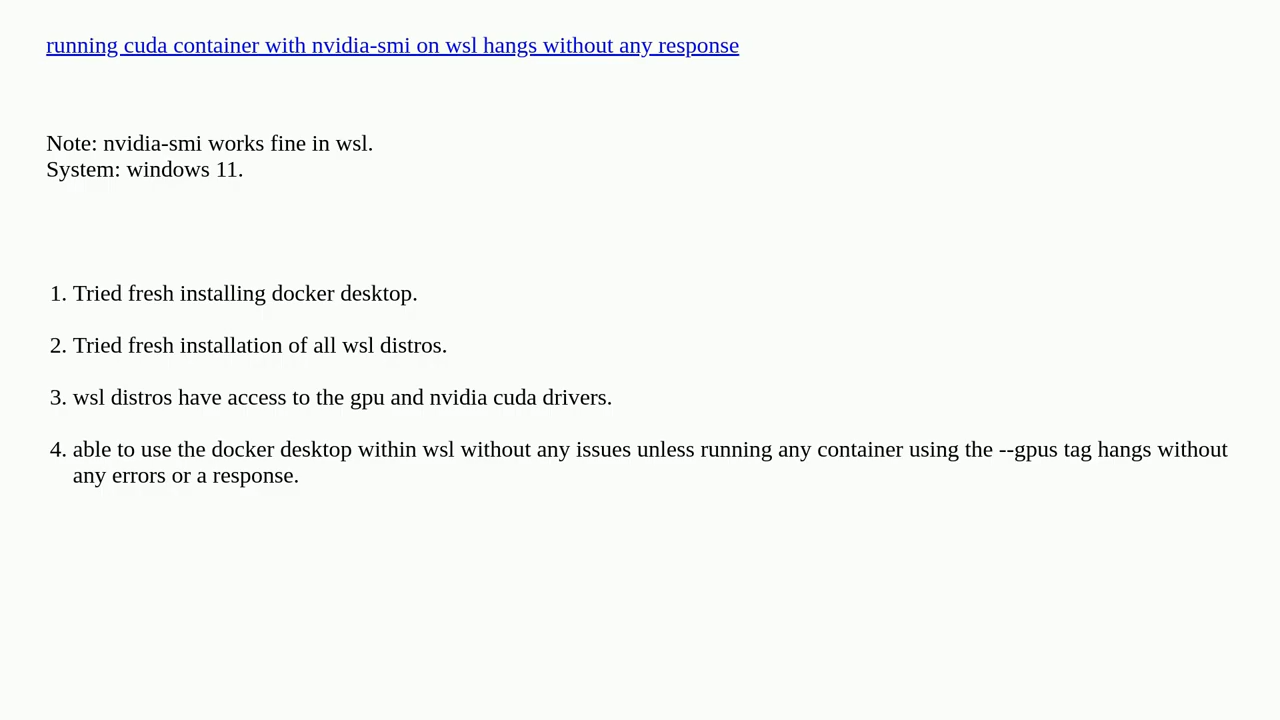 running cuda container with nvidia-smi on wsl hangs without any response
Note: nvidia-smi works fine in wsl.
System: windows 11.
1. Tried fresh installing docker desktop.
2. Tried fresh installation of all wsl distros.
3. wsl distros have access to the gpu and nvidia cuda drivers.
4. able to use the docker desktop within wsl without any issues unless running any container using the --gpus tag hangs without
any errors or a response.